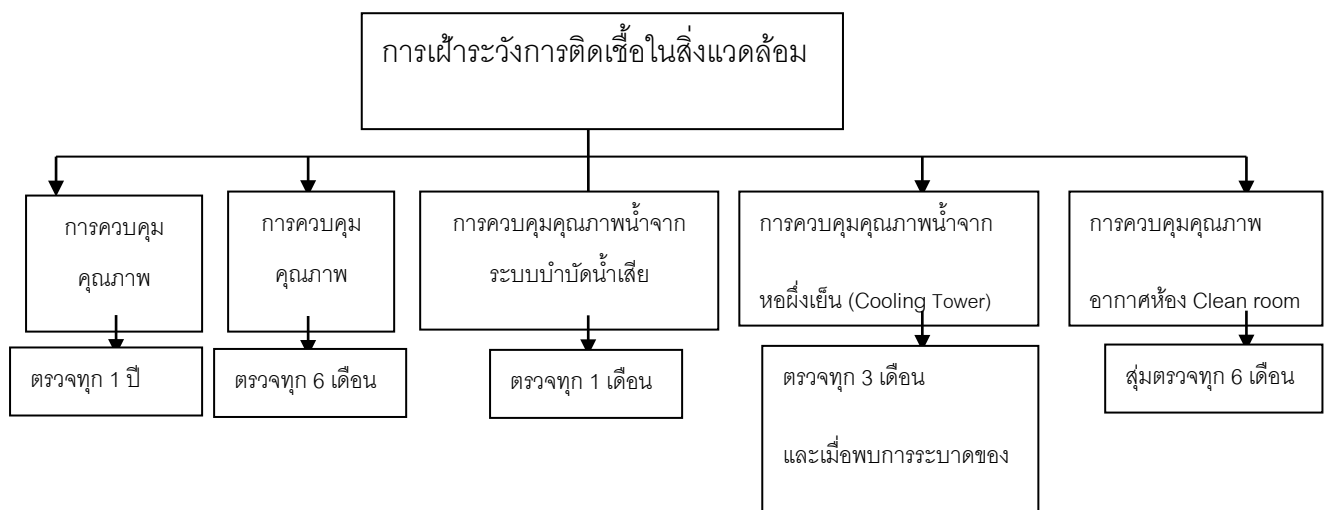 การเฝ้าระวังการติดเชื้อในสิ่งแวดล้อม
การควบคุม
คุณภาพ
ตรวจทุก 1 ปี
การควบคุม
คุณภาพ
ตรวจทุก 6 เดือน
การควบคุมคุณภาพน้ำจาก
ระบบบำบัดน้ำเสีย
ตรวจทุก 1 เดือน
การควบคุมคุณภาพน้ำจาก
หอผึ่งเย็น (Cooling Tower)
ตรวจทุก 3 เดือน
และเมื่อพบการระบาดของ
การควบคุมคุณภาพ
อากาศห้อง Clean room
สุ่มตรวจทุก 6 เดือน